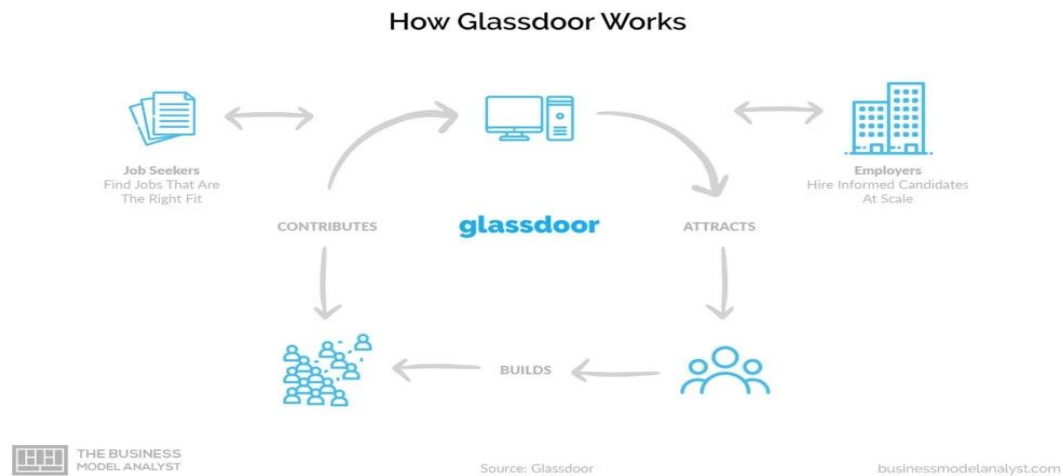 How Glassdoor Works
Job Seekers
Find Jobs That Are
The Right Fit
Employers
Hire Informed Candidates
At Scale
CONTRIBUTES
glassdoor
ATTRACTS
BUILDS
THE BUSINESS
MODEL ANALYST
Source: Glassdoor
businessmodelanalyst.com